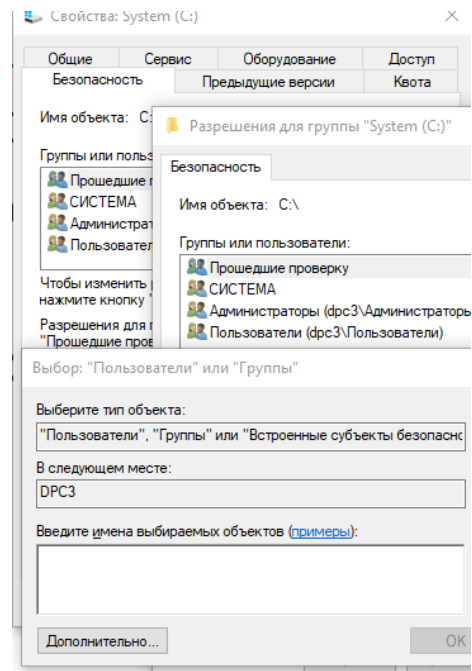 Свойства: System (C:)
Общие Сервис Оборудование Доступ
Безопасность Предыдущие версии Квота
Имя объекта: C:
Разрешения для группы "System (C:)"
Группы или польз
Безопасность
Прошедшие п
СИСТЕМА
Администрат
Пользовател
Имя объекта: C:\
Группы или пользователи:
Прошедшие проверку
СИСТЕМА
Администраторы (dpc3\Администраторы
Пользователи (dpc3\Пользователи)
Чтобы изменить
нажмите кнопку "
Разрешения для г
"Прошедшие пров
Выбор: "Пользователи" или "Группы"
Выберите тип объекта:
"Пользователи", "Группы" или "Встроенные субъекты безопасно
В следующем месте:
DPC3
Введите имена выбираемых объектов (примеры):
Дополнительно...
OK